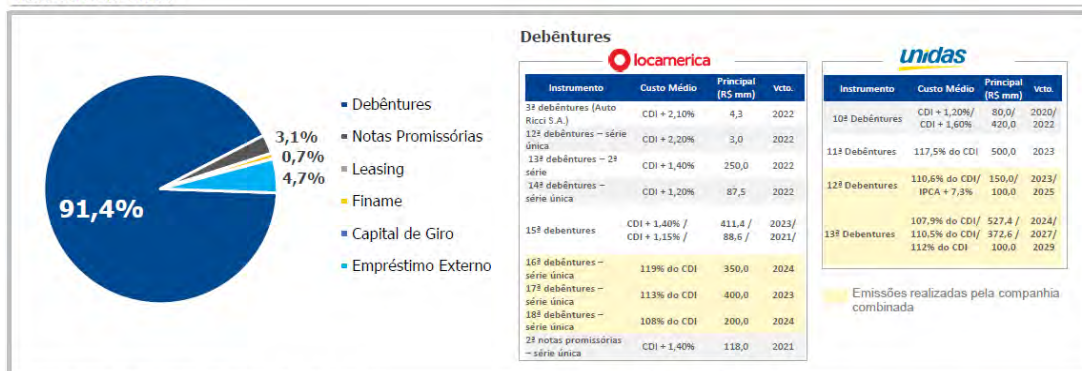 Debêntures
locamerica
unidas
3,1%
0,7%
4,7%
91,4%
Debêntures
Notas Promissórias
Leasing
Finame
Capital de Giro
Empréstimo Externo
Instrumento Custo Médio Principal (R$ mm) Vcto.
3ª debêntures (Auto Ricci S.A.) CDI + 2,10% 4,3 2022
12ª debêntures – série única CDI + 2,20% 3,0 2022
13ª debêntures – 2ª série CDI + 1,40% 250,0 2022
14ª debêntures – série única CDI + 1,20% 87,5 2022
15ª debentures CDI + 1,40% / CDI + 1,15% / 411,4 / 88,6 / 2023/ 2021/
16ª debêntures – série única 119% do CDI 350,0 2024
17ª debêntures – série única 113% do CDI 400,0 2023
18ª debêntures – série única 108% do CDI 200,0 2024
2ª notas promissórias – série única CDI + 1,40% 118,0 2021
Instrumento Custo Médio Principal (R$ mm) Vcto.
10ª Debêntures CDI + 1,20%/ CDI + 1,60% 80,0/ 420,0 2020/ 2022
11ª Debêntures 117,5% do CDI 500,0 2023
12ª Debentures 110,6% do CDI/ IPCA + 7,3% 150,0/ 100,0 2023/ 2025
13ª Debentures 107,9% do CDI/ 110,5% do CDI/ 112% do CDI 527,4 / 372,6 / 100.0 2024/ 2027/ 2029
Emissões realizadas pela companhia
combinada